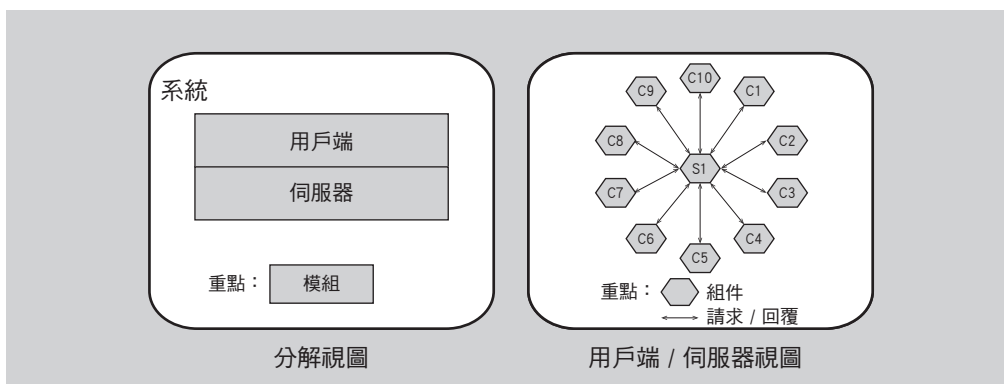 系統
用戶端
伺服器
重點：
模組
分解視圖
C10
C9
C1
C8
C2
S1
C7
C3
C6
C4
C5
重點：
組件
請求 / 回覆
用戶端 / 伺服器視圖